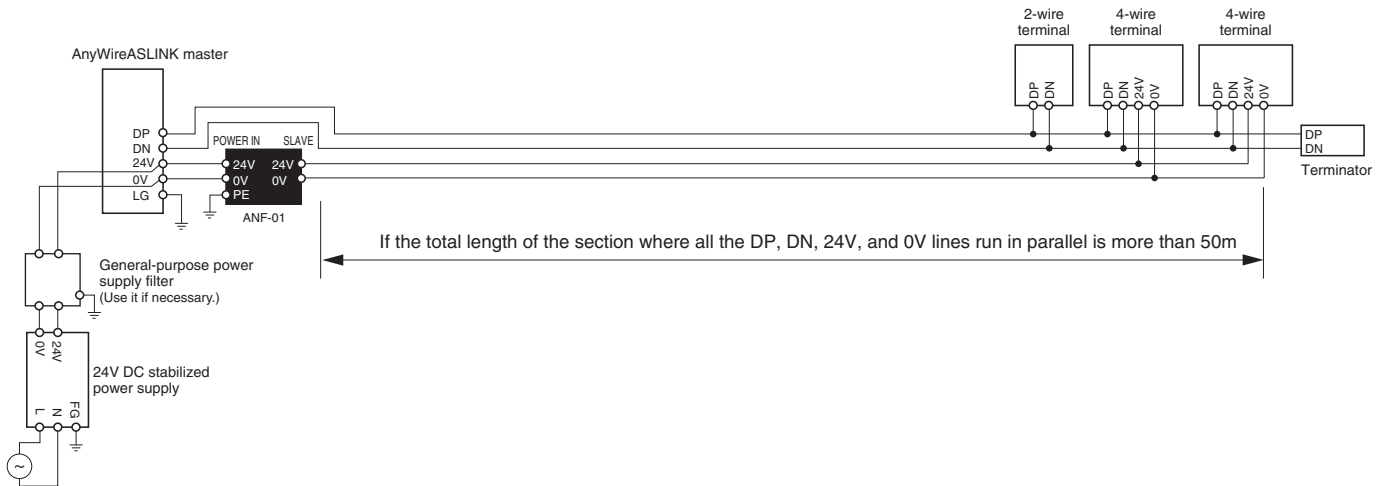 2-wire
terminal
4-wire
terminal
4-wire
terminal
AnyWireASLINK master
DP
DN
24V
0V
LG
POWER IN
SLAVE
24V
0V
PE
24V
0V
ANF-01
DP
DN
DP
DN
24V
0V
DP
DN
24V
0V
DP
DN
Terminator
If the total length of the section where all the DP, DN, 24V, and 0V lines run in parallel is more than 50m
General-purpose power
supply filter
(Use it if necessary.)
0V
24V
24V DC stabilized
power supply
L
N
FG
~